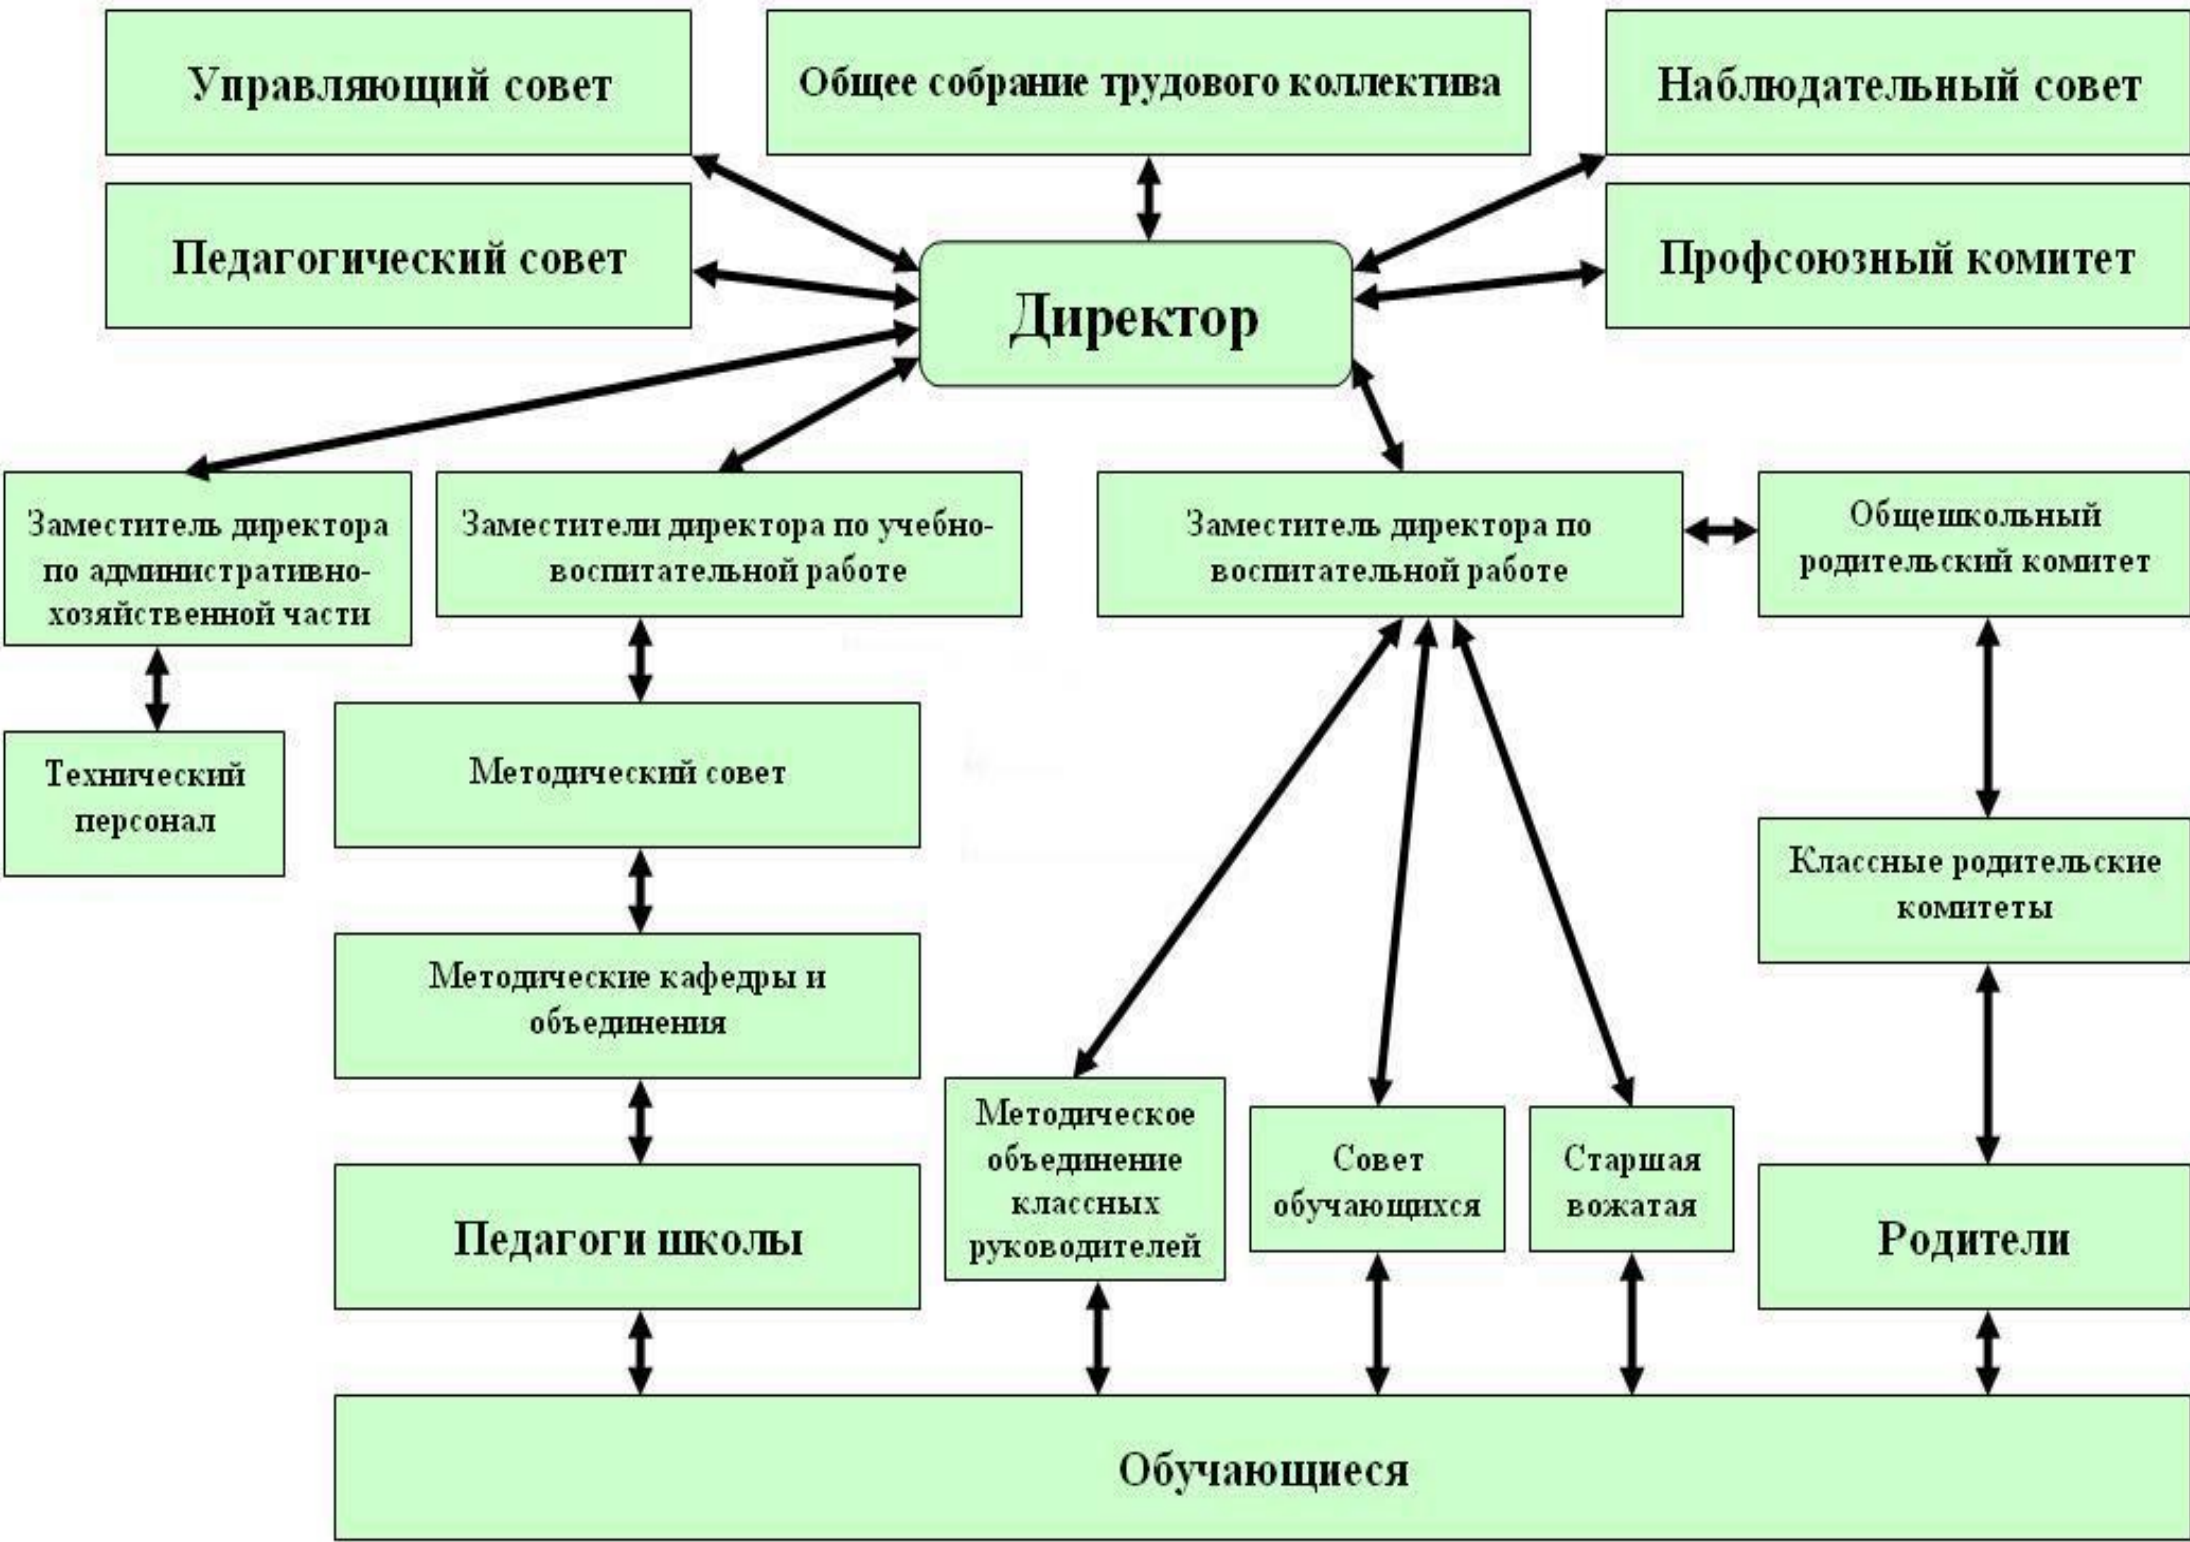 Управляющий совет
Общее собрание трудового коллектива
Наблюдательный совет
Педагогический совет
Профсоюзный комитет
Директор
Заместитель директора
по административно-
хозяйственной части
Заместители директора по учебно-
воспитательной работе
Заместитель директора по
воспитательной работе
Общешкольный
родительский комитет
Технический
персонал
Методический совет
Классные родительские
комитеты
Методические кафедры и
объединения
Методическое
объединение
классных
руководителей
Совет
обучающихся
Старшая
вожатая
Педагоги школы
Родители
Обучающиеся